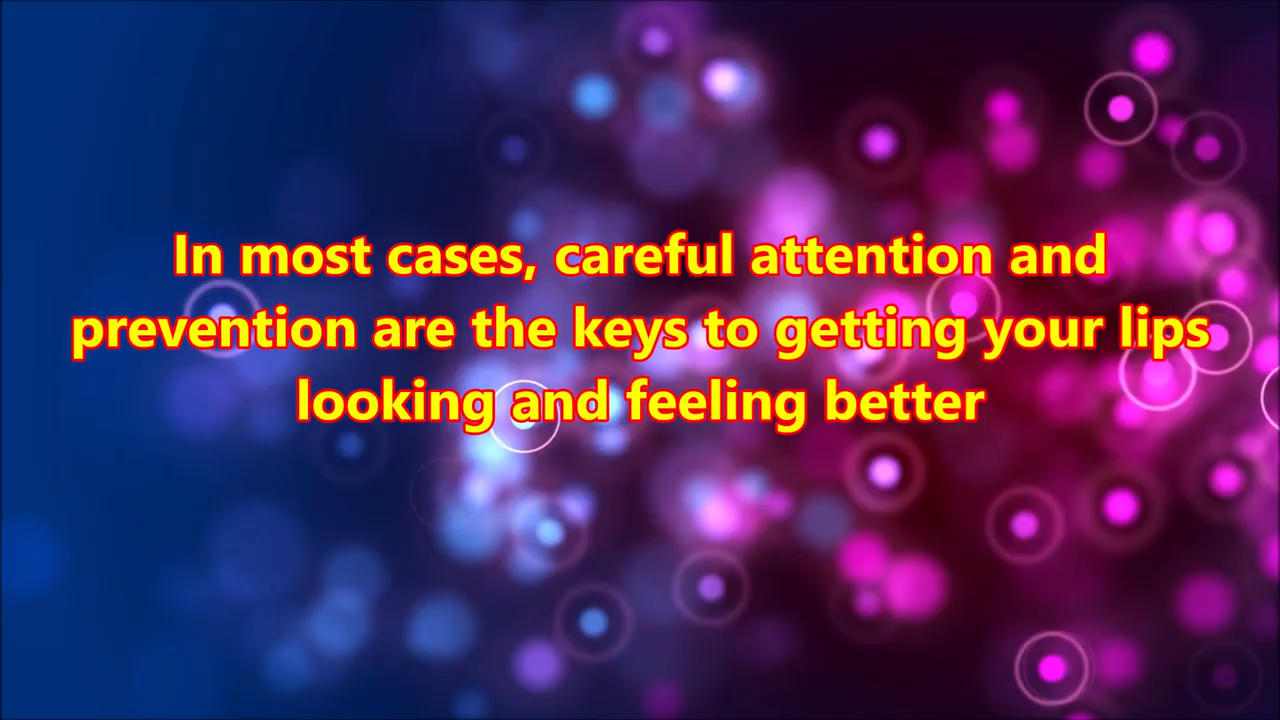 In most cases, careful attention and
prevention are the keys to getting your lips
looking and feeling better